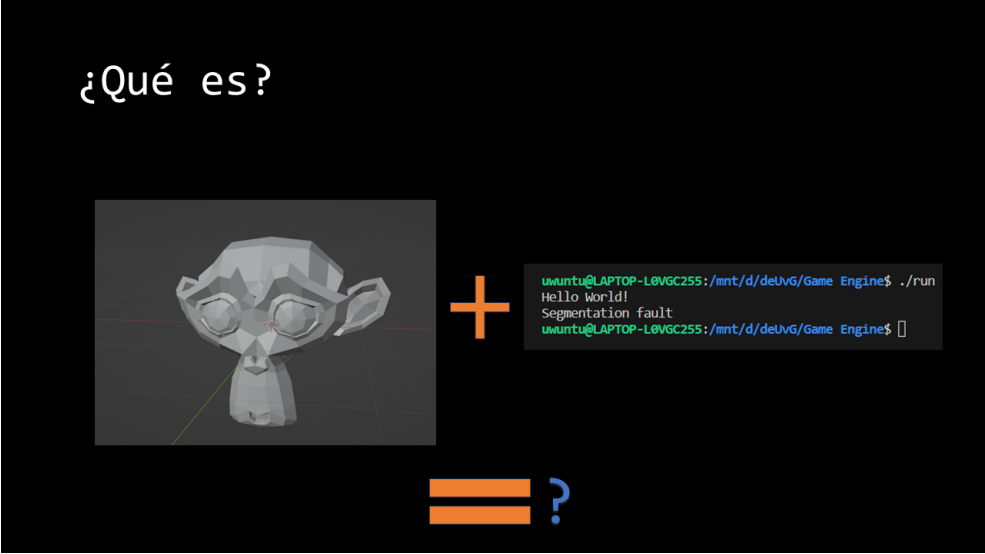 ¿Qué es?
uwuntu@LAPTOP-L0VGC255:/mnt/d/deUvG/Game Engine$ ./run
Hello World!
Segmentation fault
uwuntu@LAPTOP-L0VGC255:/mnt/d/deUvG/Game Engine$
?